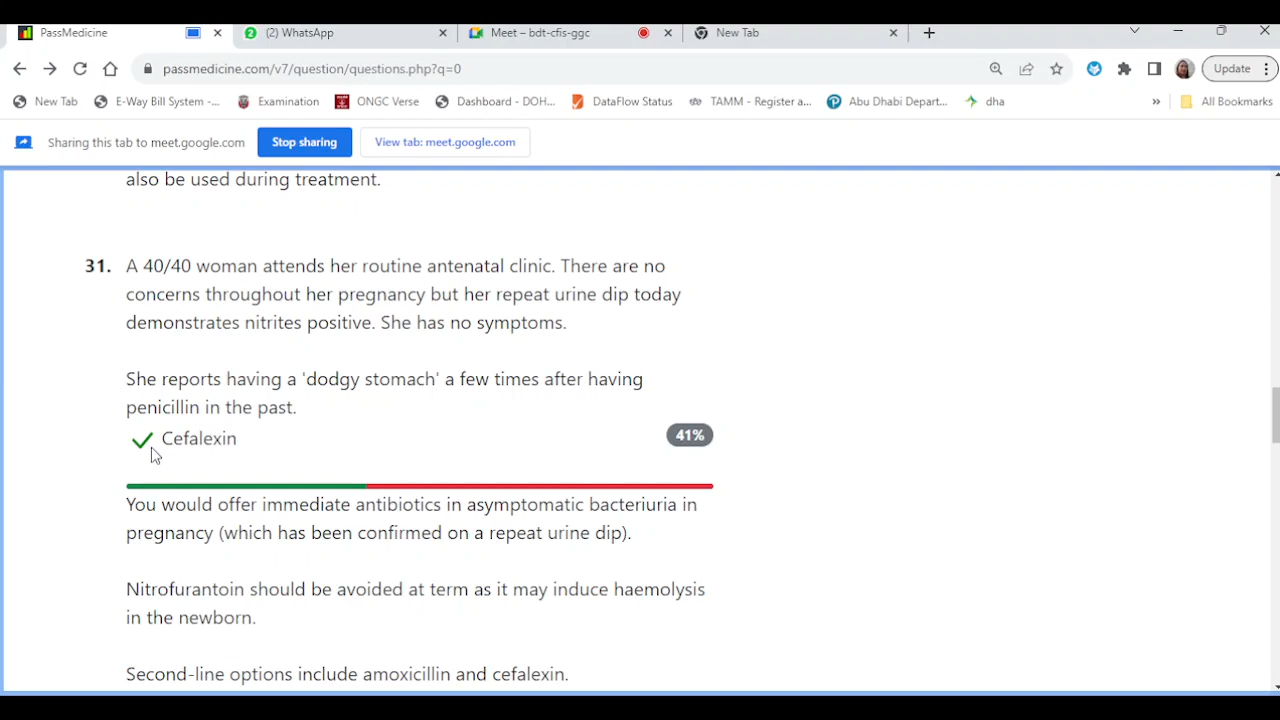 PassMedicine
(2) WhatsApp
Meet – bdt-cfis-ggc
New Tab
passmedicine.com/v7/question/questions.php?q=0
Update
New Tab
E-Way Bill System -...
Examination
ONGC Verse
Dashboard - DOH...
DataFlow Status
TAMM - Register a...
Abu Dhabi Depart...
dha
»
All Bookmarks
Sharing this tab to meet.google.com
Stop sharing
View tab: meet.google.com
also be used during treatment.
31. A 40/40 woman attends her routine antenatal clinic. There are no
concerns throughout her pregnancy but her repeat urine dip today
demonstrates nitrites positive. She has no symptoms.
She reports having a 'dodgy stomach' a few times after having
penicillin in the past.
Cefalexin
41%
You would offer immediate antibiotics in asymptomatic bacteriuria in
pregnancy (which has been confirmed on a repeat urine dip).
Nitrofurantoin should be avoided at term as it may induce haemolysis
in the newborn.
Second-line options include amoxicillin and cefalexin.